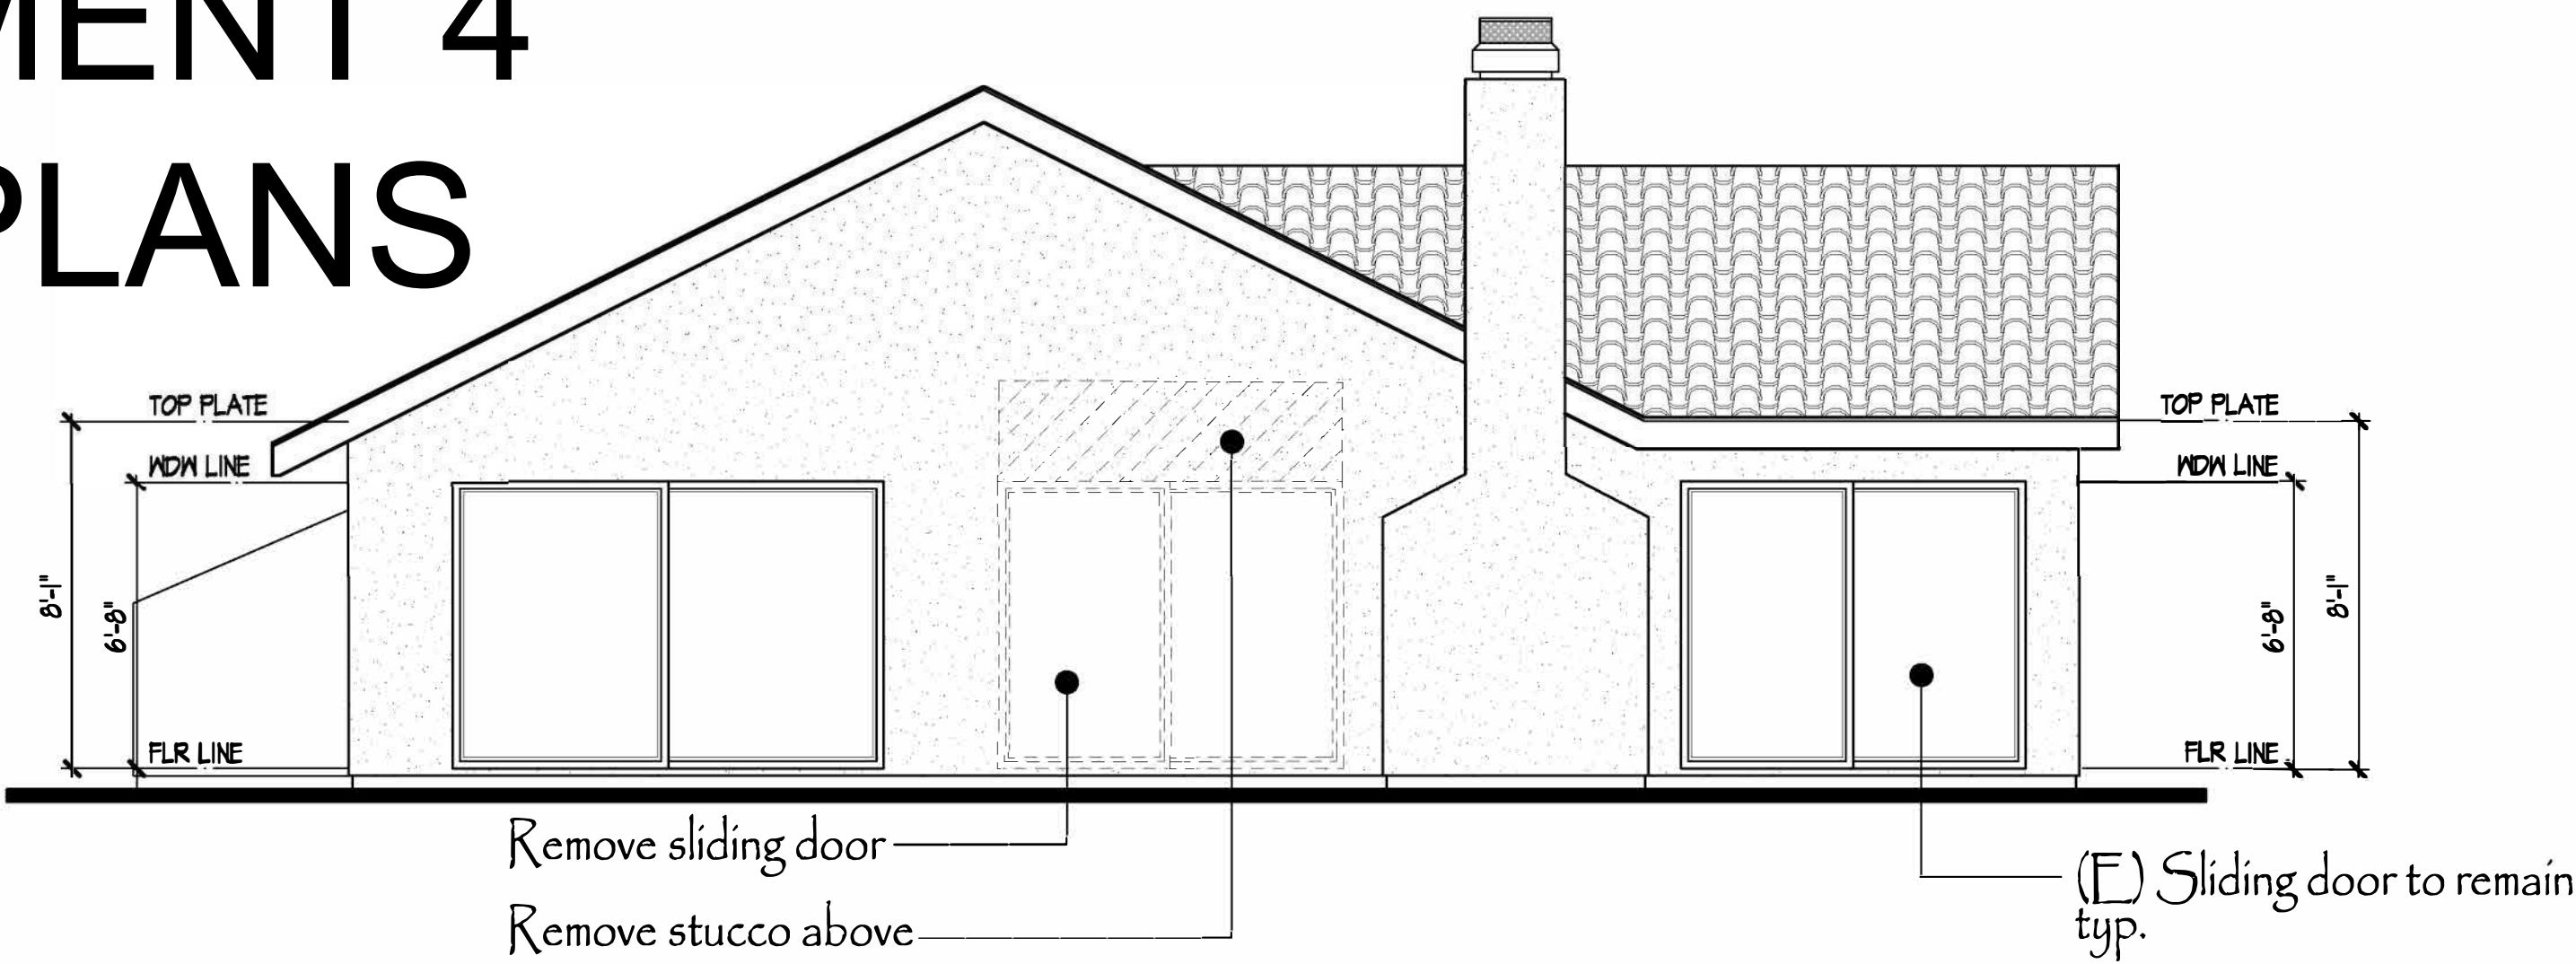 MENT 4
PLANS
TOP PLATE
WDW LINE
8'-1"
6'-8"
FLR LINE
TOP PLATE
WDW LINE
6'-8"
8'-1"
FLR LINE
Remove sliding door
Remove stucco above
(E) Sliding door to remain
typ.